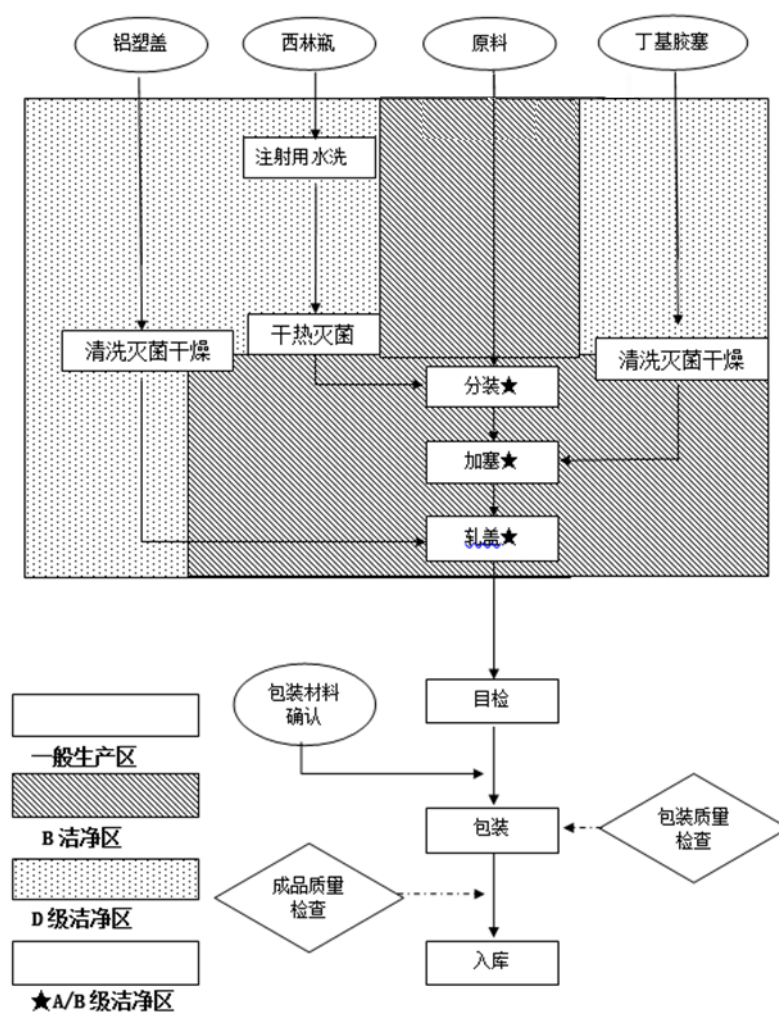 铝塑盖
西林瓶
原料
丁基胶塞
注射用水洗
干热灭菌
清洗灭菌干燥
清洗灭菌干燥
分装★
加塞★
轧盖★
包装材料
确认
目检
一般生产区
包装
包装质量
检查
B 洁净区
成品质量
检查
D 级洁净区
入库
★A/B 级洁净区